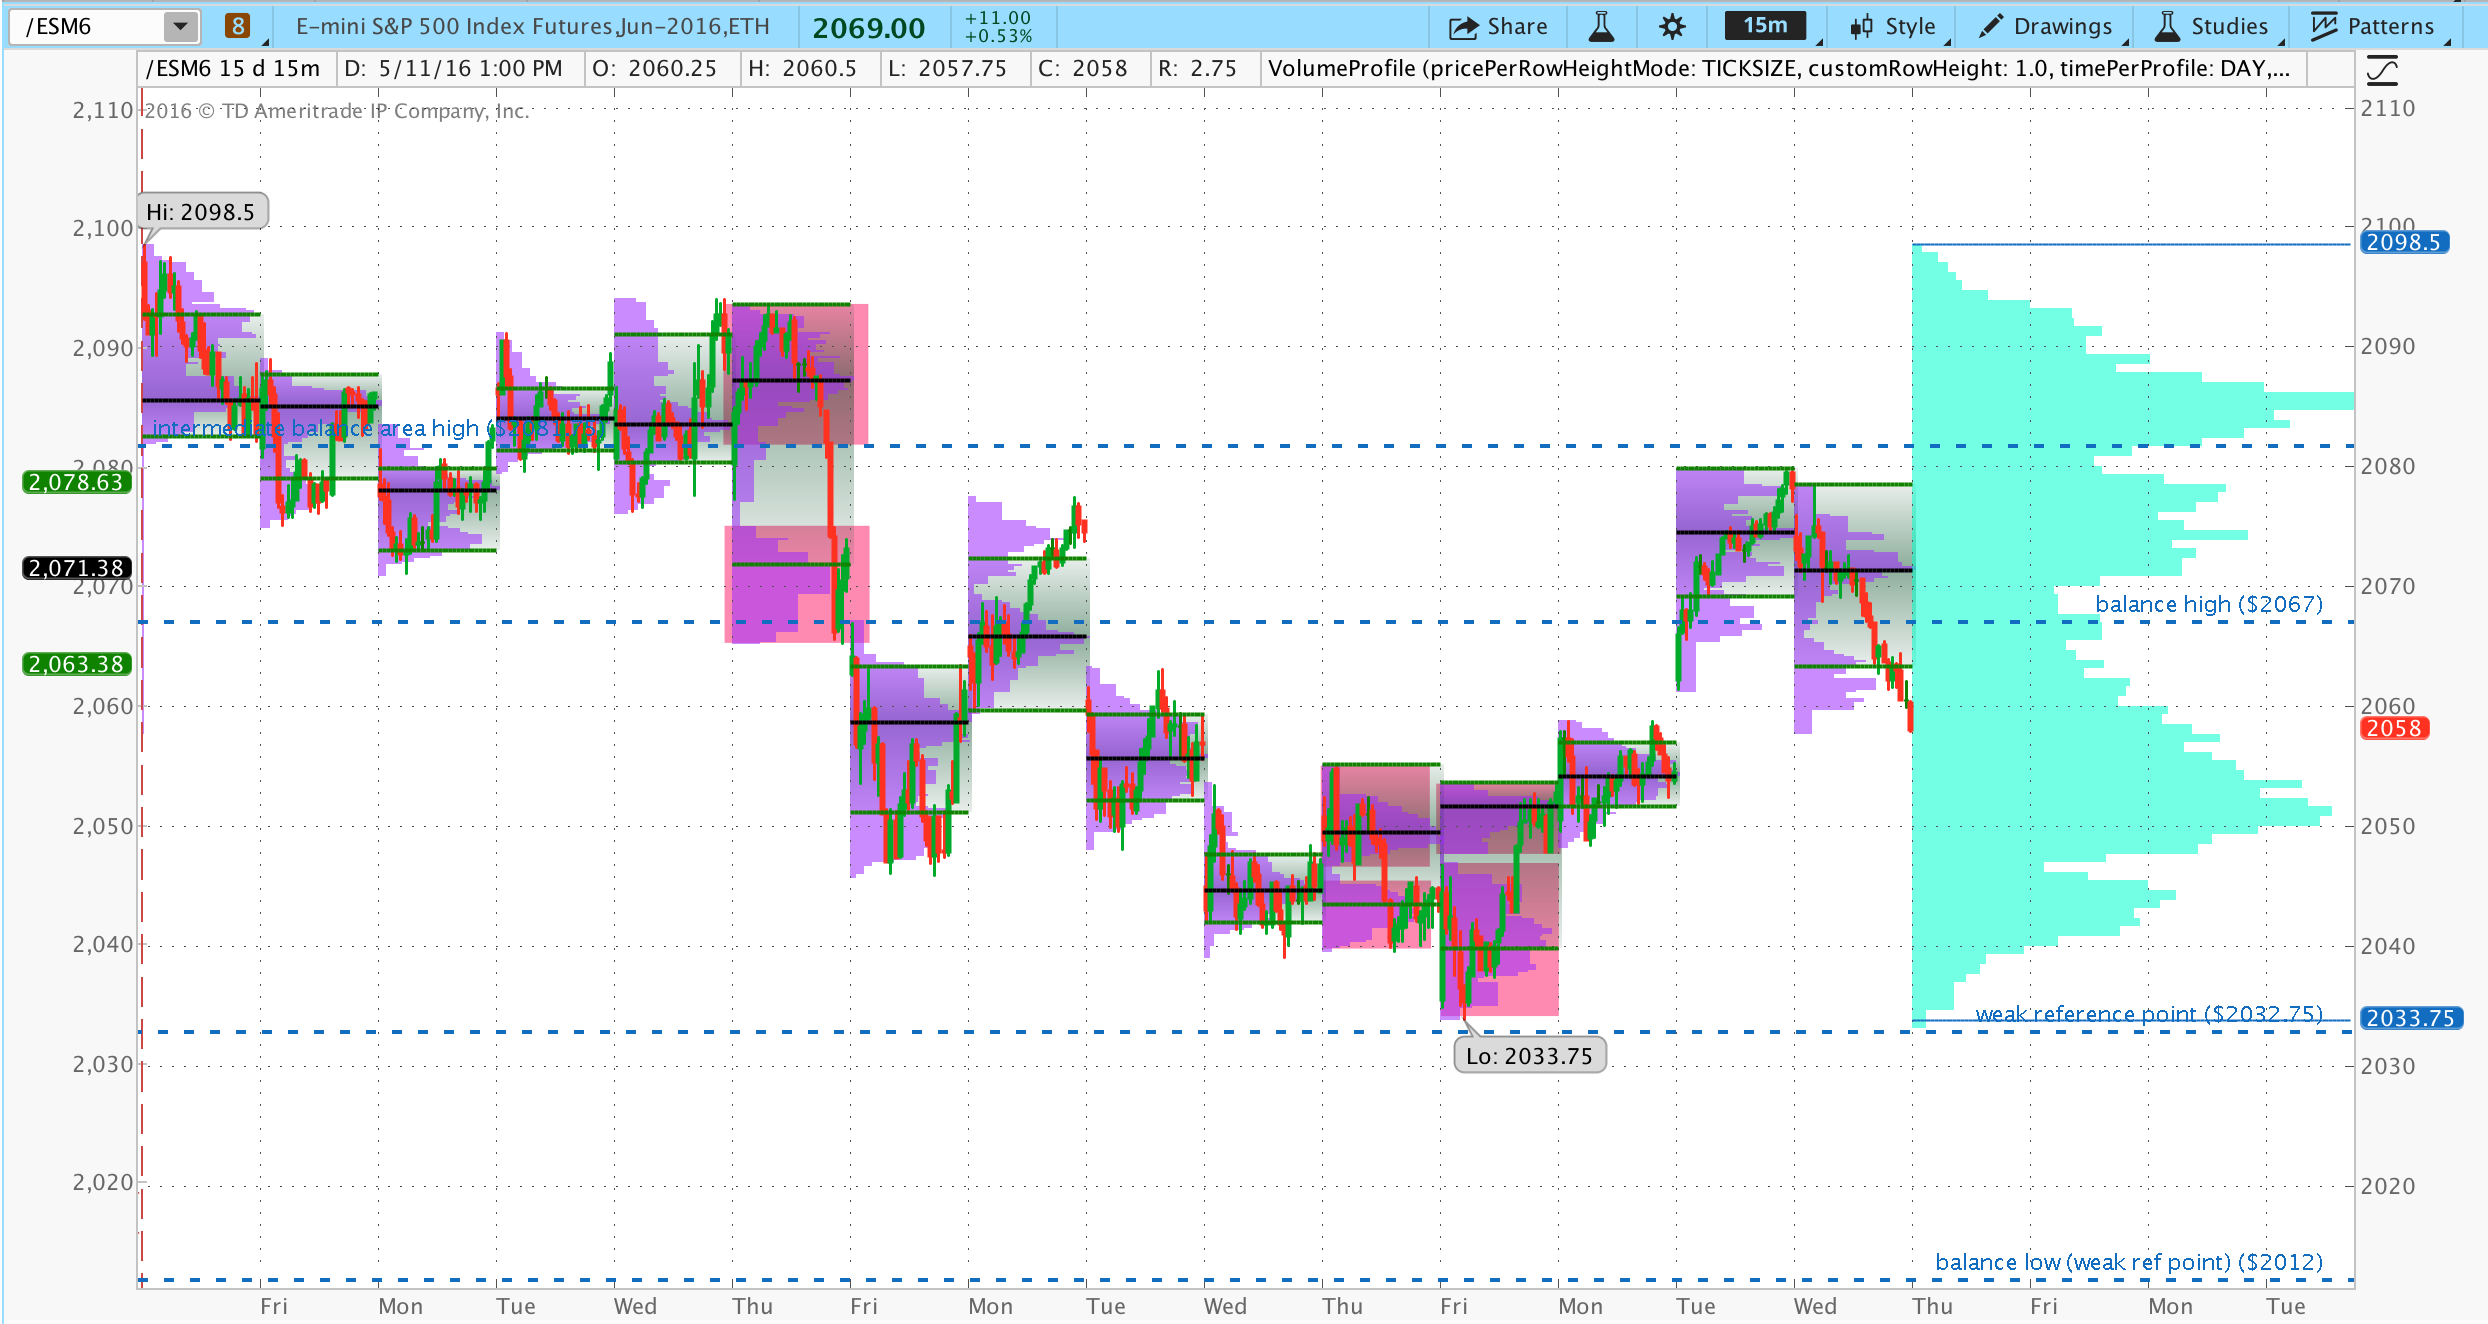 /ESM6 8 E-mini S&P 500 Index Futures,Jun-2016,ETH 2069.00 +11.00 +0.53% Share 15m Style Drawings Studies Patterns
/ESM6 15 d 15m D: 5/11/16 1:00 PM O: 2060.25 H: 2060.5 L: 2057.75 C: 2058 R: 2.75 VolumeProfile (pricePerRowHeightMode: TICKSIZE, customRowHeight: 1.0, timePerProfile: DAY,...
2016 © TD Ameritrade IP Company, Inc.
2,110
2110
Hi: 2098.5
2,100
2100
2098.5
2,090
2090
intermediate balance area high ($2081.75)
2,080
2080
2,078.63
2,071.38
2,070
2070
balance high ($2067)
2,063.38
2,060
2060
2058
2,050
2050
2,040
2040
weak reference point ($2032.75)
2033.75
Lo: 2033.75
2,030
2030
2,020
2020
balance low (weak ref point) ($2012)
Fri Mon Tue Wed Thu Fri Mon Tue Wed Thu Fri Mon Tue Wed Thu Fri Mon Tue